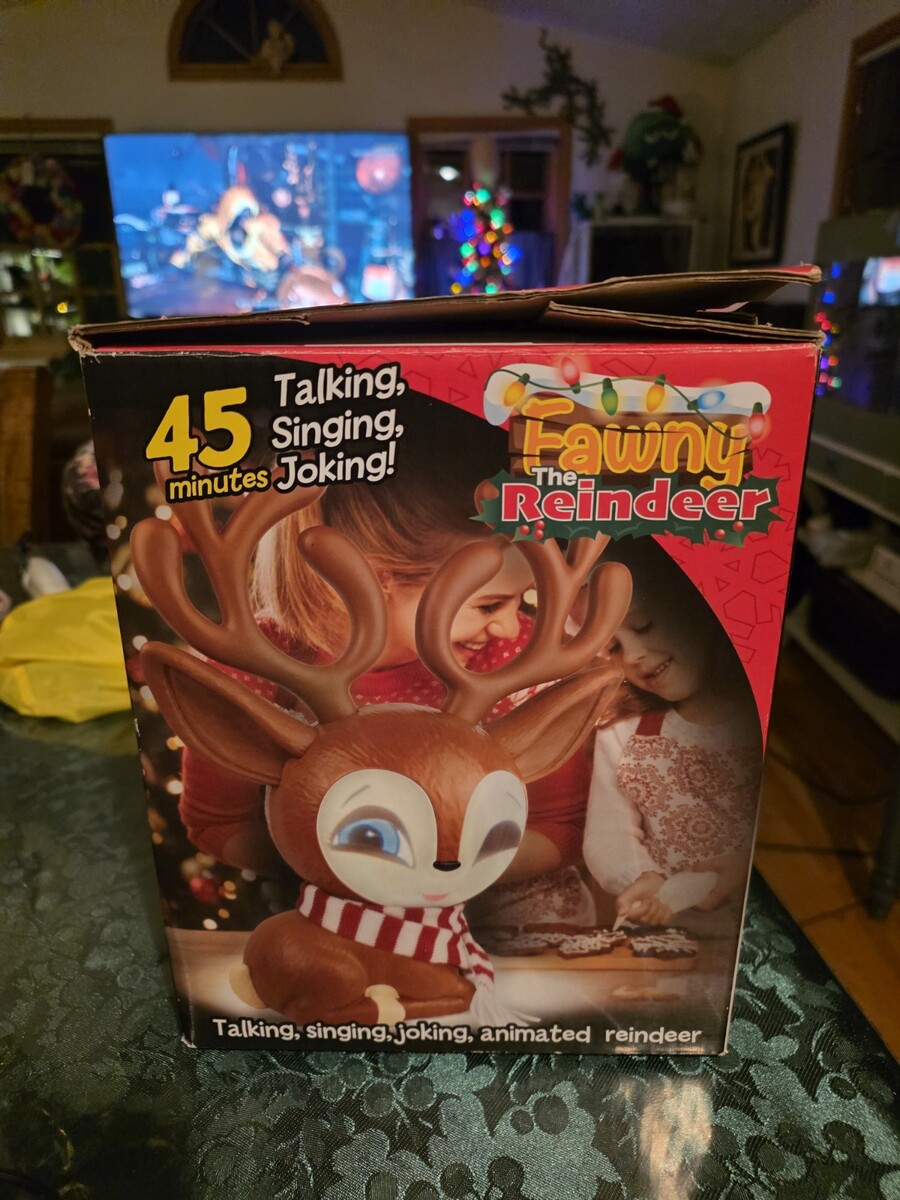 45
minutes
Talking,
Singing,
Joking!
Fawny
The
Reindeer
Talking, singing, joking, animated reindeer